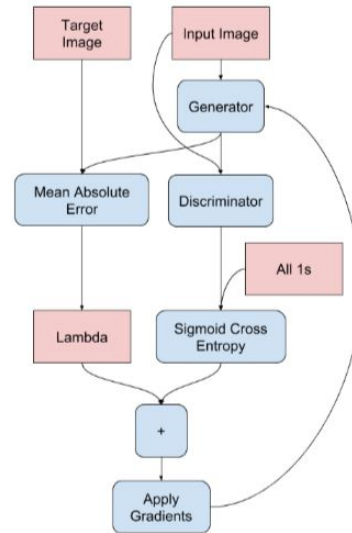 Target
Image
Input Image
Generator
Mean Absolute
Error
Discriminator
All 1s
Lambda
Sigmoid Cross
Entropy
+
Apply
Gradients